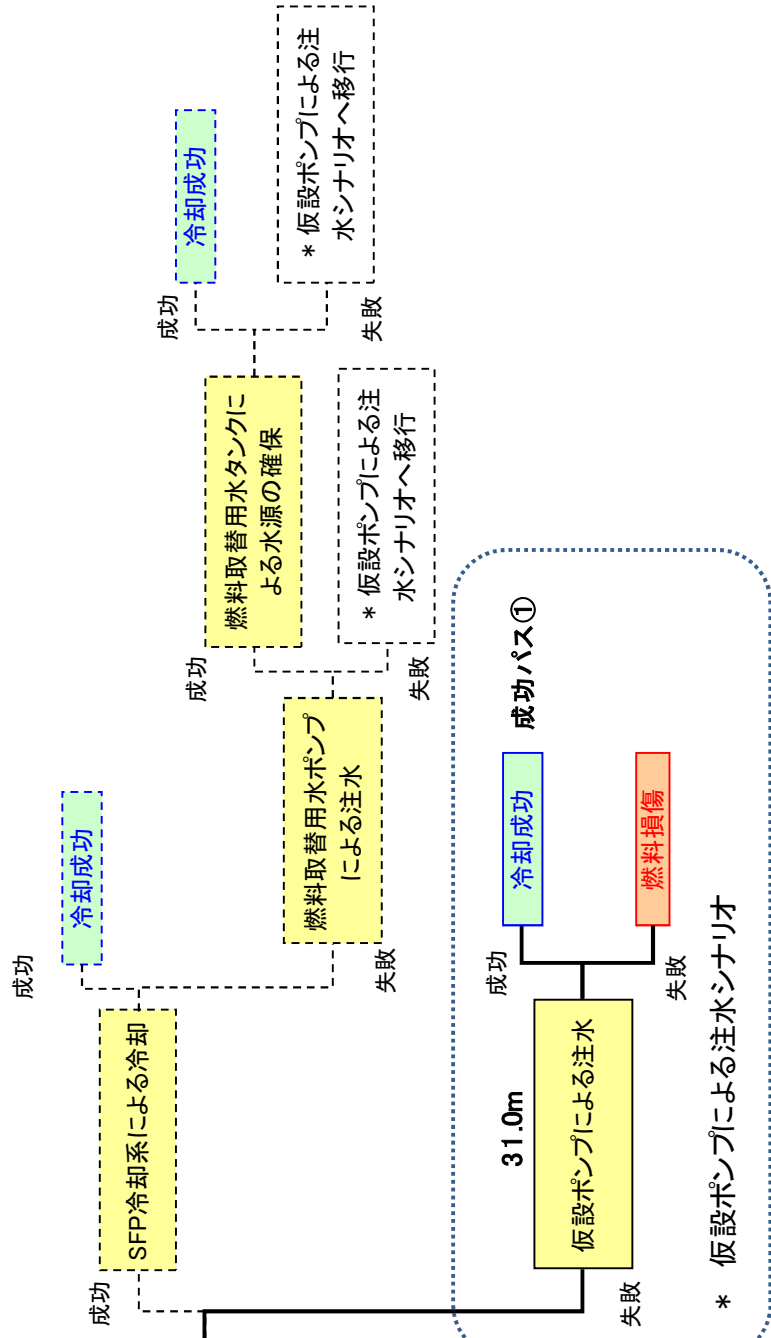 成功
SFP冷却系による冷却
成功
冷却成功
失敗
燃料取替用水ポンプ
による注水
成功
燃料取替用水タンクに
よる水源の確保
成功
冷却成功
失敗
* 仮設ポンプによる注
水シナリオへ移行
失敗
* 仮設ポンプによる注
水シナリオへ移行
失敗
31.0m
仮設ポンプによる注水
成功
冷却成功
成功パス①
失敗
燃料損傷
* 仮設ポンプによる注水シナリオ